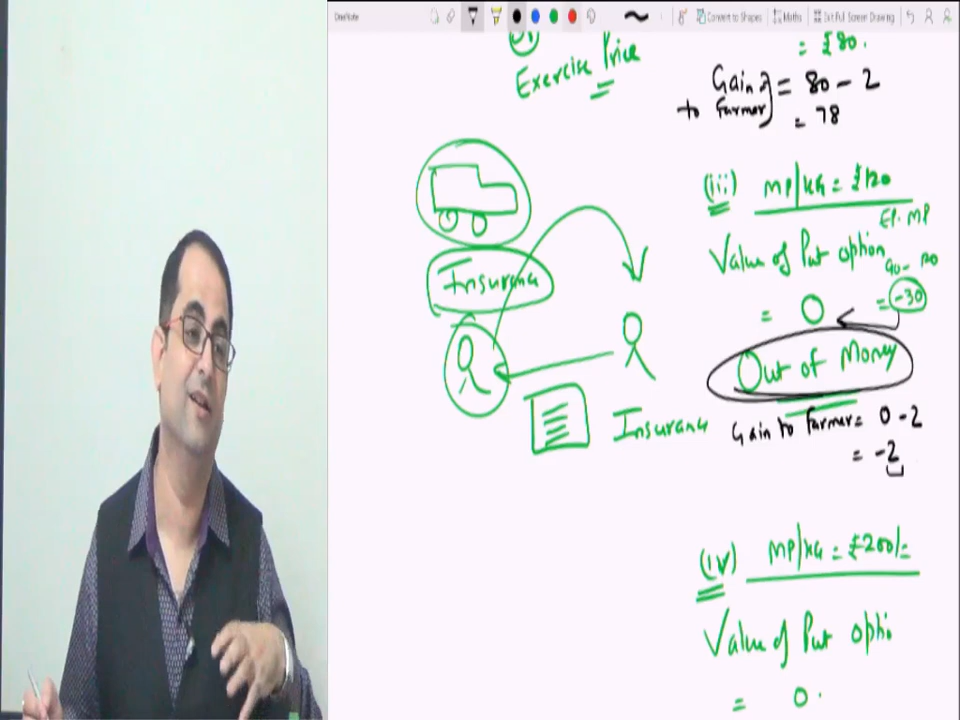 Convert to Shapes
Maths
Exit Full Screen Drawing
Exercise Price
= ₹80.
Gain to farmer} = 80 - 2
= 78
(iii) MP/KG = ₹120
EP-MP
Value of Put option
90-120
= 0 = -30
Out of Money
Gain to farmer = 0 - 2
= -2
Insurance
Insurance
(iv) MP/KG = ₹200/=
Value of Put opti
= 0.